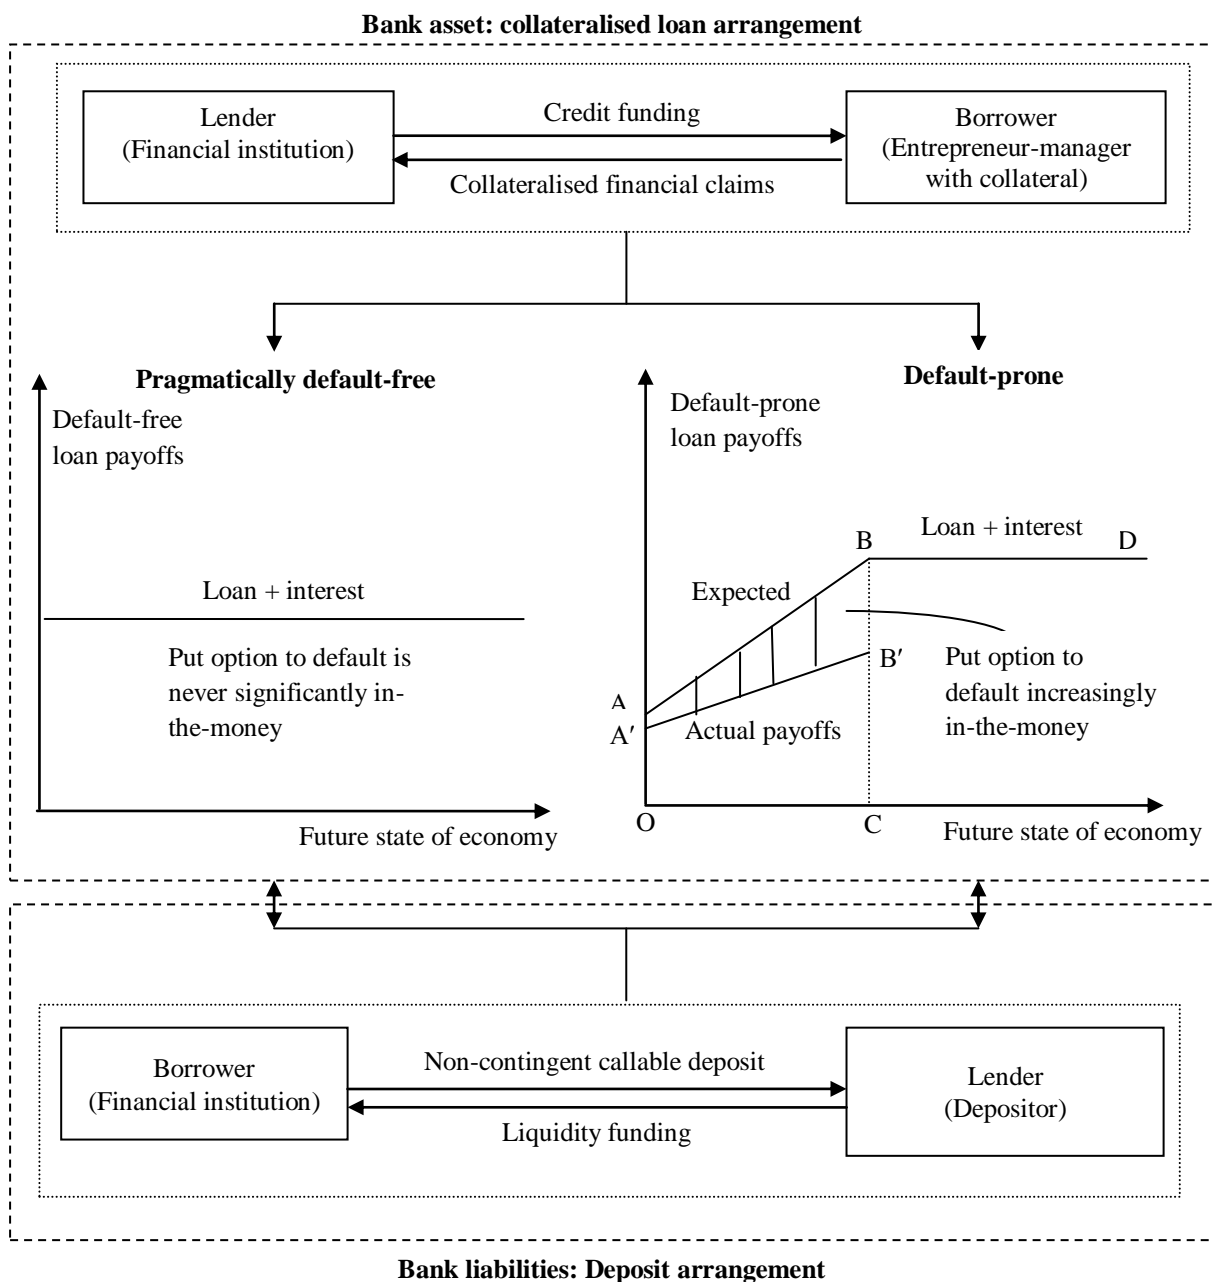 Bank asset: collateralised loan arrangement
Lender
(Financial institution)
Credit funding
Collateralised financial claims
Borrower
(Entrepreneur-manager
with collateral)
Pragmatically default-free
Default-free
loan payoffs
Loan + interest
Put option to default is
never significantly in-
the-money
Future state of economy
Default-prone
Default-prone
loan payoffs
B
Loan + interest
D
Expected
A
A′
Actual payoffs
B′
Put option to
default increasingly
in-the-money
O
C
Future state of economy
Borrower
(Financial institution)
Non-contingent callable deposit
Liquidity funding
Lender
(Depositor)
Bank liabilities: Deposit arrangement